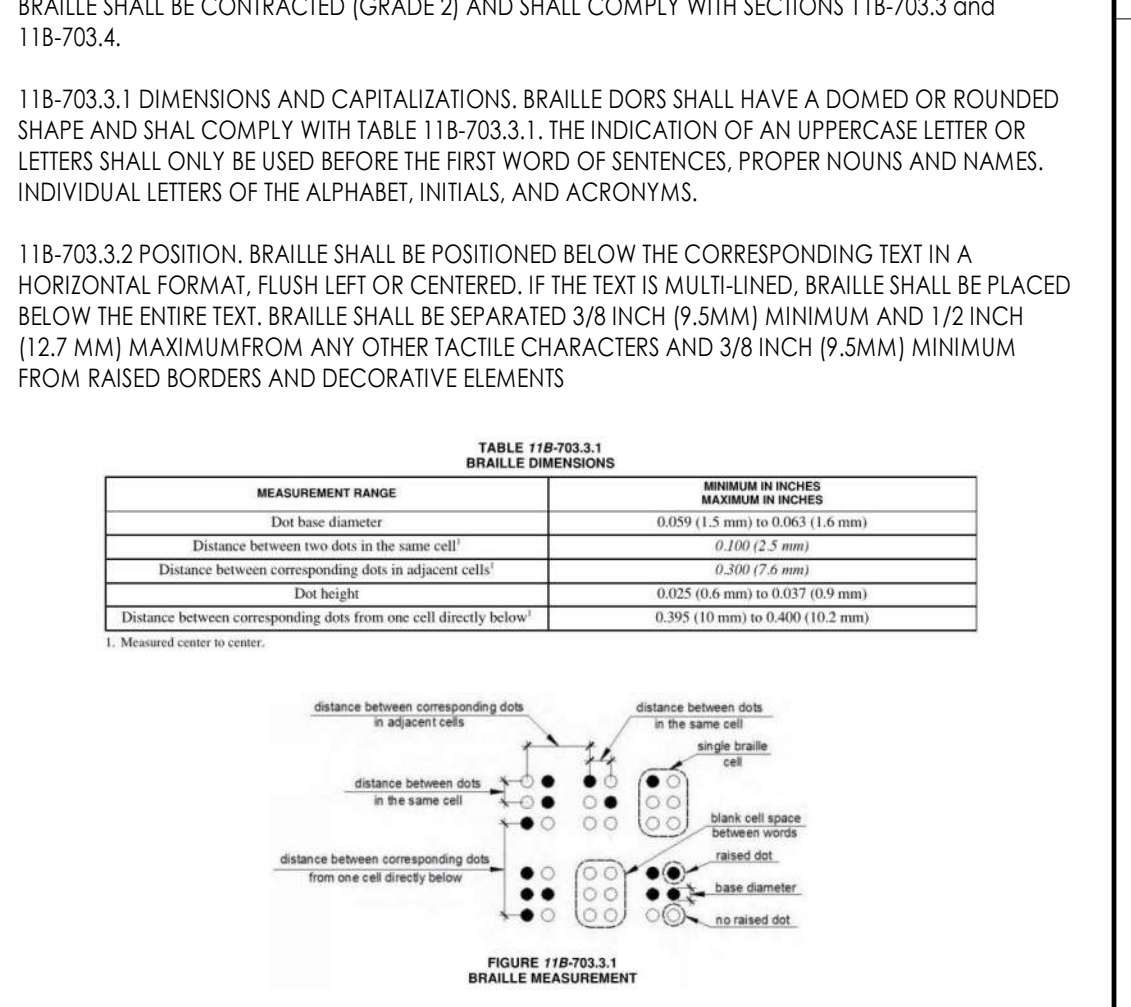 BRAILLE SHALL BE CONTRACTED (GRADE 2) AND SHALL COMPLY WITH SECTIONS 11B-703.3 and
11B-703.4.
11B-703.3.1 DIMENSIONS AND CAPITALIZATIONS. BRAILLE DORS SHALL HAVE A DOMED OR ROUNDED
SHAPE AND SHAL COMPLY WITH TABLE 11B-703.3.1. THE INDICATION OF AN UPPERCASE LETTER OR
LETTERS SHALL ONLY BE USED BEFORE THE FIRST WORD OF SENTENCES, PROPER NOUNS AND NAMES.
INDIVIDUAL LETTERS OF THE ALPHABET, INITIALS, AND ACRONYMS.
11B-703.3.2 POSITION. BRAILLE SHALL BE POSITIONED BELOW THE CORRESPONDING TEXT IN A
HORIZONTAL FORMAT, FLUSH LEFT OR CENTERED. IF THE TEXT IS MULTI-LINED, BRAILLE SHALL BE PLACED
BELOW THE ENTIRE TEXT. BRAILLE SHALL BE SEPARATED 3/8 INCH (9.5MM) MINIMUM AND 1/2 INCH
(12.7 MM) MAXIMUMFROM ANY OTHER TACTILE CHARACTERS AND 3/8 INCH (9.5MM) MINIMUM
FROM RAISED BORDERS AND DECORATIVE ELEMENTS
TABLE 11B-703.3.1
BRAILLE DIMENSIONS
MEASUREMENT RANGE
MINIMUM IN INCHES
MAXIMUM IN INCHES
Dot base diameter 0.059 (1.5 mm) to 0.063 (1.6 mm)
Distance between two dots in the same cell¹ 0.100 (2.5 mm)
Distance between corresponding dots in adjacent cells¹ 0.300 (7.6 mm)
Dot height 0.025 (0.6 mm) to 0.037 (0.9 mm)
Distance between corresponding dots from one cell directly below¹ 0.395 (10 mm) to 0.400 (10.2 mm)
1. Measured center to center.
distance between corresponding dots
in adjacent cells
distance between dots
in the same cell
single braille
cell
distance between dots
in the same cell
blank cell space
between words
distance between corresponding dots
from one cell directly below
raised dot
base diameter
no raised dot
FIGURE 11B-703.3.1
BRAILLE MEASUREMENT